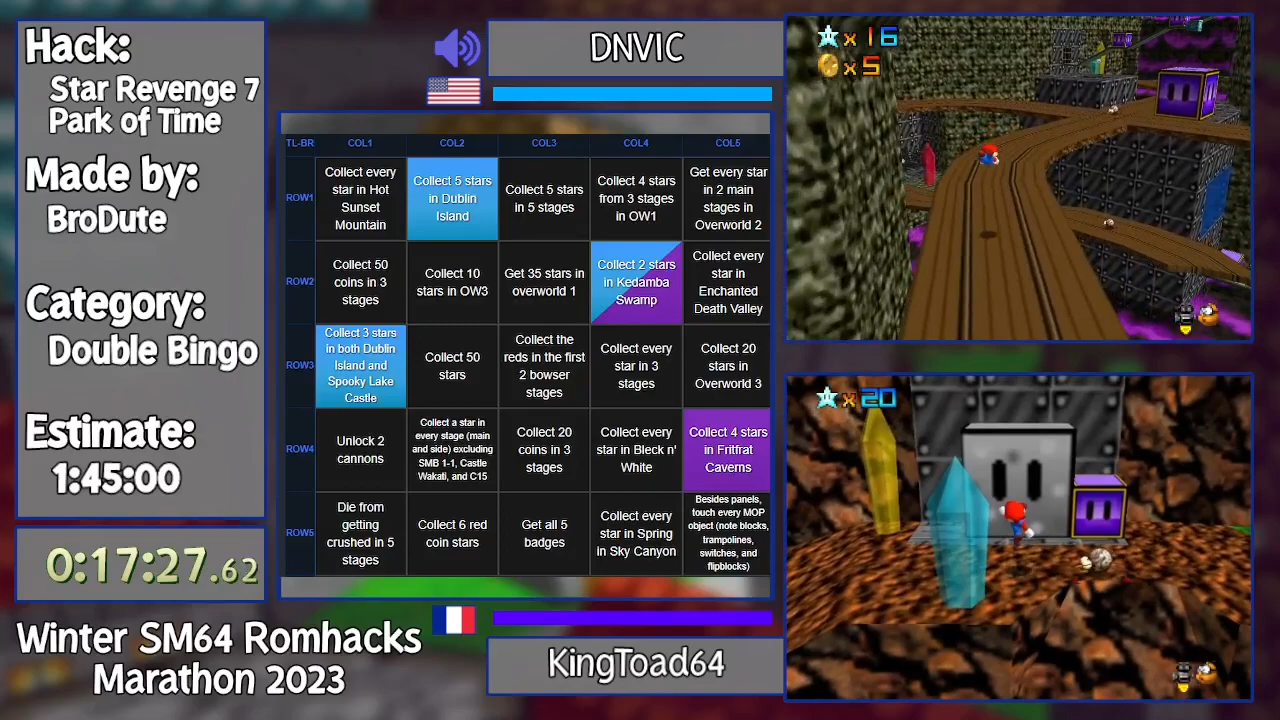 Hack:
Star Revenge 7
Park of Time
Made by:
BroDute
Category:
Double Bingo
Estimate:
1:45:00
0:17:27.62
Winter SM64 Romhacks
Marathon 2023
DNVIC
TL-BR COL1 COL2 COL3 COL4 COL5
ROW1
Collect every
star in Hot
Sunset
Mountain
Collect 5 stars
in Dublin
Island
Collect 5 stars
in 5 stages
Collect 4 stars
from 3 stages
in OW1
Get every star
in 2 main
stages in
Overworld 2
ROW2
Collect 50
coins in 3
stages
Collect 10
stars in OW3
Get 35 stars in
overworld 1
Collect 2 stars
in Kedamba
Swamp
Collect every
star in
Enchanted
Death Valley
ROW3
Collect 3 stars
in both Dublin
Island and
Spooky Lake
Castle
Collect 50
stars
Collect the
reds in the first
2 bowser
stages
Collect every
star in 3
stages
Collect 20
stars in
Overworld 3
ROW4
Unlock 2
cannons
Collect a star in
every stage (main
and side) excluding
SMB 1-1, Castle
Wakati, and C15
Collect 20
coins in 3
stages
Collect every
star in Bleck n'
White
Collect 4 stars
in Fritfrat
Caverns
ROW5
Die from
getting
crushed in 5
stages
Collect 6 red
coin stars
Get all 5
badges
Collect every
star in Spring
in Sky Canyon
Besides panels,
touch every MOP
object (note blocks,
trampolines,
switches, and
flipblocks)
KingToad64
x 16
x 5
x 20